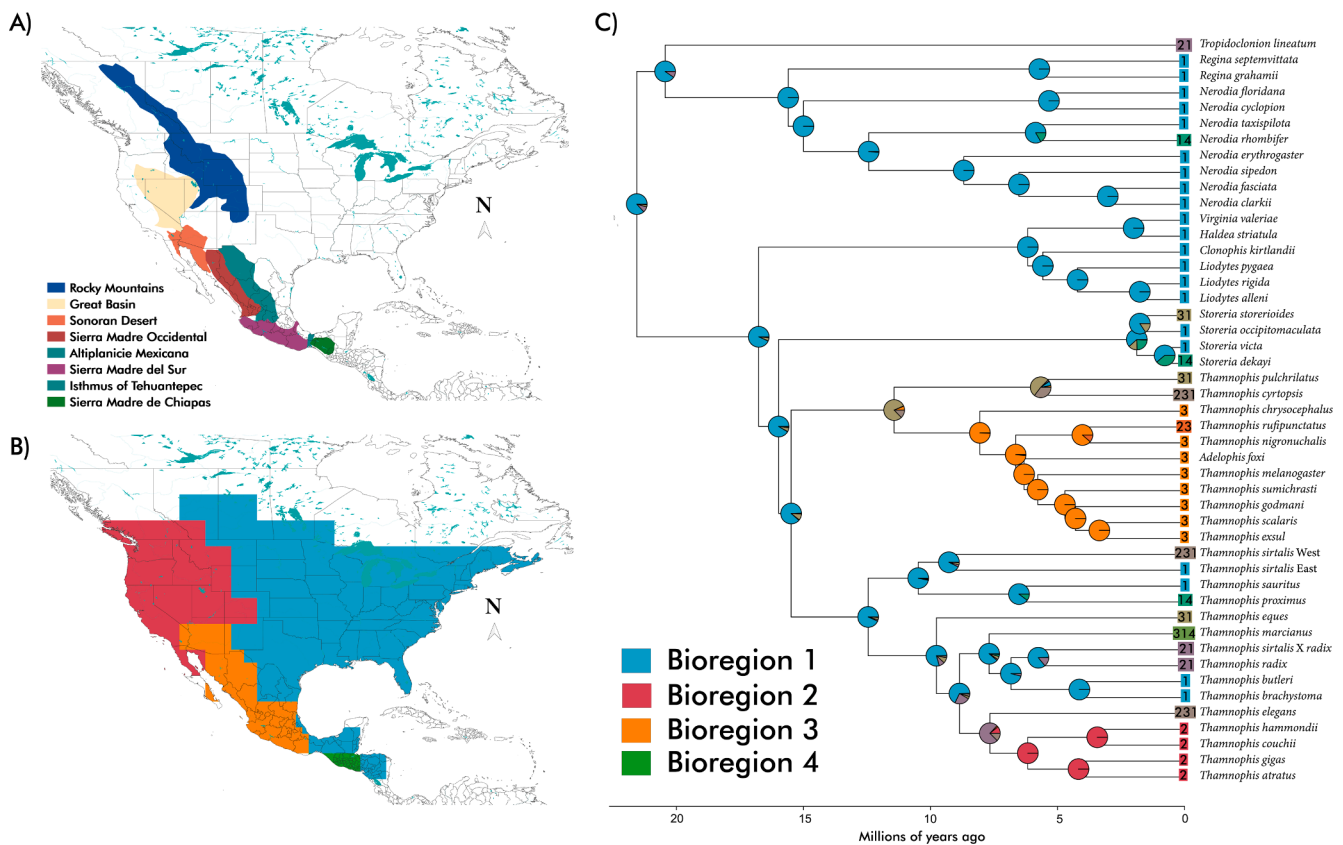 A)
N
Rocky Mountains
Great Basin
Sonoran Desert
Sierra Madre Occidental
Altiplanicie Mexicana
Sierra Madre del Sur
Isthmus of Tehuantepec
Sierra Madre de Chiapas
B)
N
Bioregion 1
Bioregion 2
Bioregion 3
Bioregion 4
C)
21 Tropidoclonion lineatum
1 Regina septemvittata
1 Regina grahamii
1 Nerodia floridana
1 Nerodia cyclopion
1 Nerodia taxispilota
14 Nerodia rhombifer
1 Nerodia erythrogaster
1 Nerodia sipedon
1 Nerodia fasciata
1 Nerodia clarkii
1 Virginia valeriae
1 Haldea striatula
1 Clonophis kirtlandii
1 Liodytes pygaea
1 Liodytes rigida
1 Liodytes alleni
31 Storeria storerioides
1 Storeria occipitomaculata
1 Storeria victa
14 Storeria dekayi
31 Thamnophis pulchrilatus
231 Thamnophis cyrtopsis
3 Thamnophis chrysocephalus
23 Thamnophis rufipunctatus
3 Thamnophis nigronuchalis
3 Adelophis foxi
3 Thamnophis melanogaster
3 Thamnophis sumichrasti
3 Thamnophis godmani
3 Thamnophis scalaris
3 Thamnophis exsul
231 Thamnophis sirtalis West
1 Thamnophis sirtalis East
1 Thamnophis sauritus
14 Thamnophis proximus
31 Thamnophis eques
314 Thamnophis marcianus
21 Thamnophis sirtalis X radix
21 Thamnophis radix
1 Thamnophis butleri
1 Thamnophis brachystoma
231 Thamnophis elegans
2 Thamnophis hammondii
2 Thamnophis couchii
2 Thamnophis gigas
2 Thamnophis atratus
20 15 10 5 0
Millions of years ago